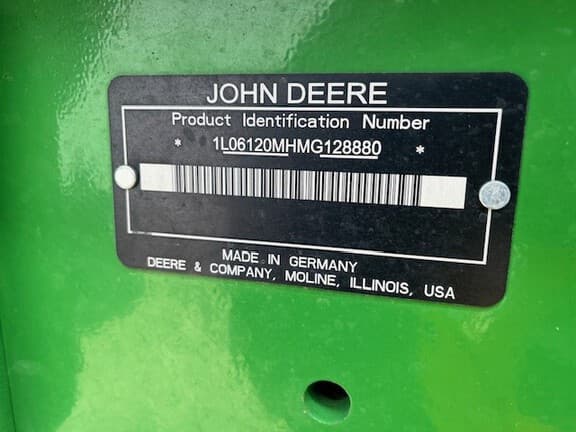 JOHN DEERE
Product Identification Number
* 1L06120MHMG128880 *
MADE IN GERMANY
DEERE & COMPANY, MOLINE, ILLINOIS, USA